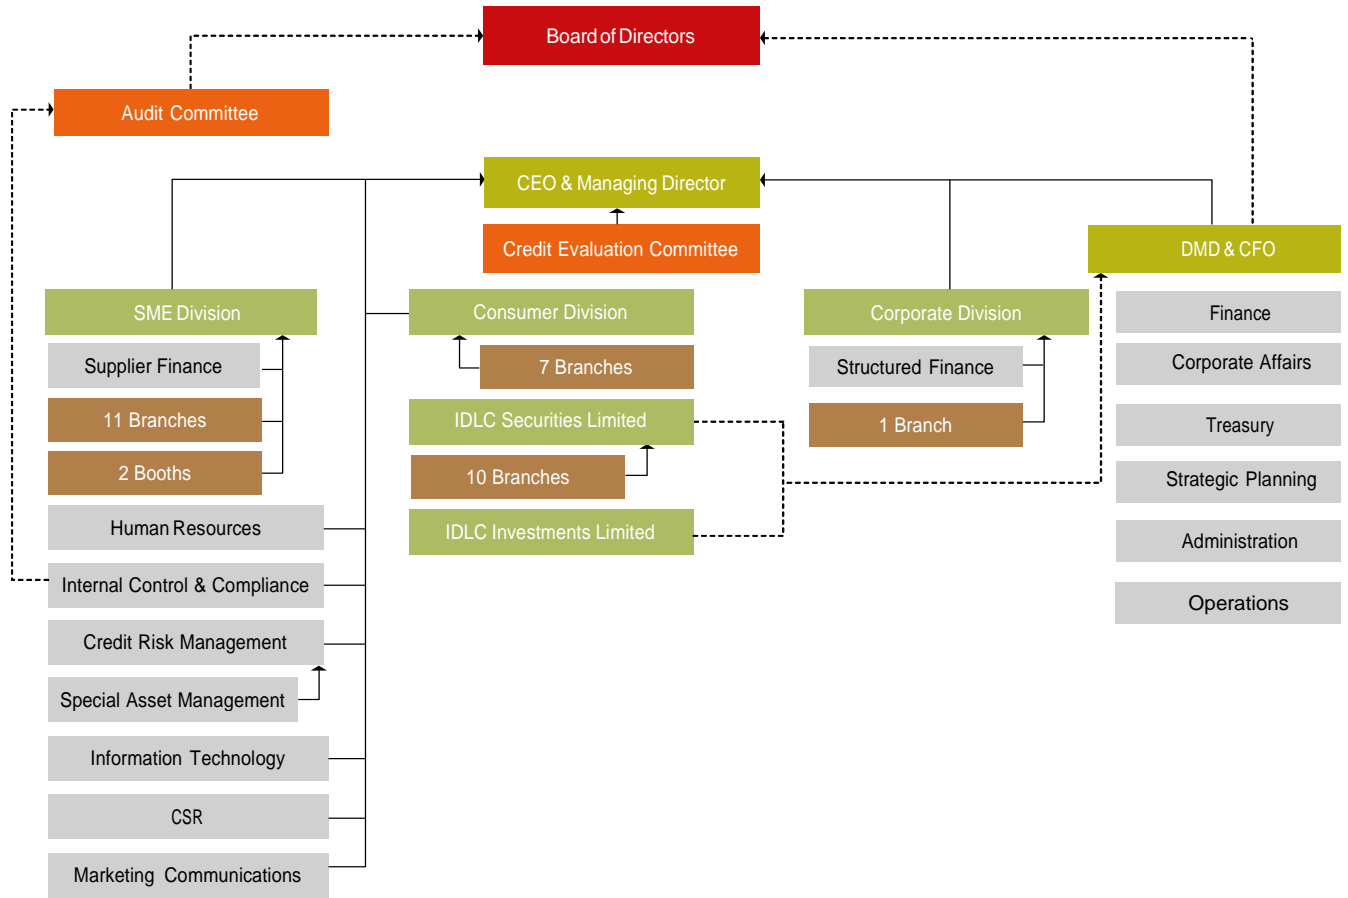 Board of Directors
Audit Committee
CEO & Managing Director
Credit Evaluation Committee
DMD & CFO
SME Division
Supplier Finance
11 Branches
2 Booths
Human Resources
Internal Control & Compliance
Credit Risk Management
Special Asset Management
Information Technology
CSR
Marketing Communications
Consumer Division
7 Branches
IDLC Securities Limited
10 Branches
IDLC Investments Limited
Corporate Division
Structured Finance
1 Branch
Finance
Corporate Affairs
Treasury
Strategic Planning
Administration
Operations